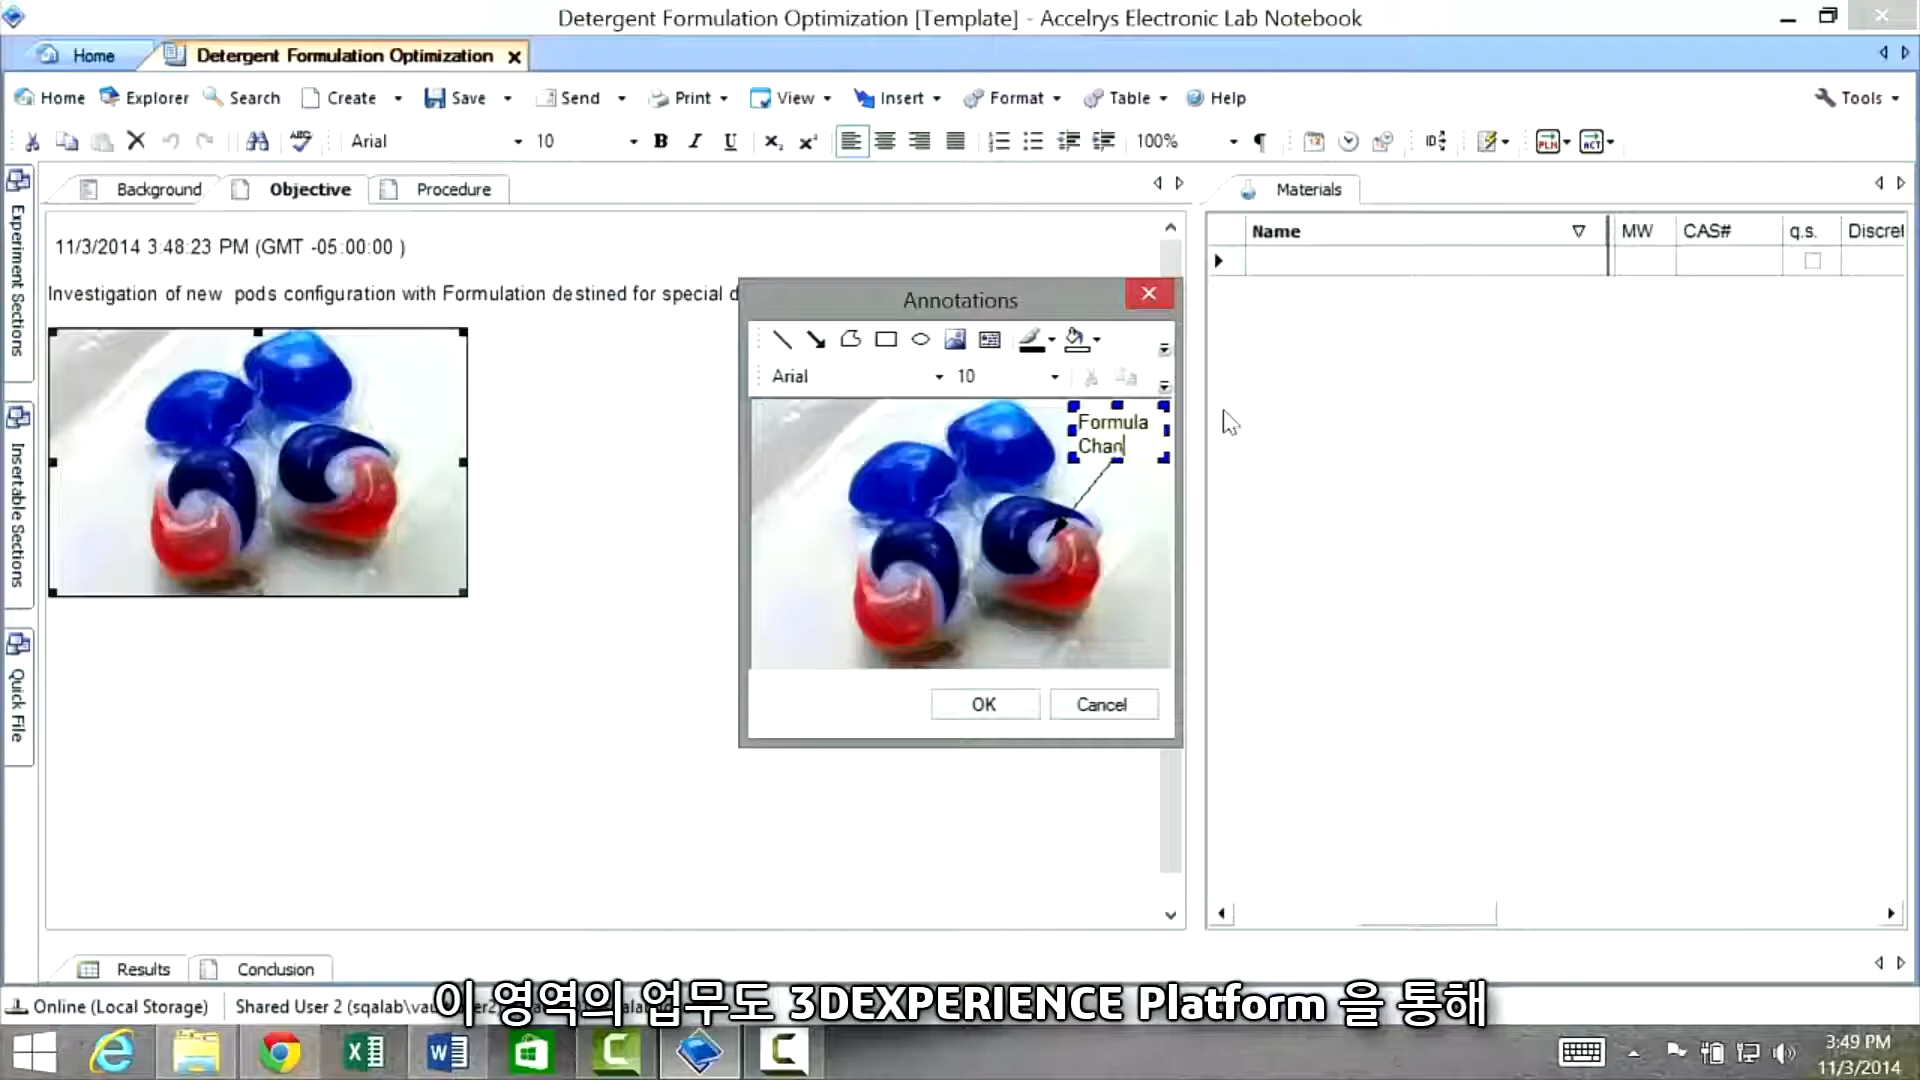 Detergent Formulation Optimization [Template] - Accelrys Electronic Lab Notebook
Home
Detergent Formulation Optimization
Home Explorer Search Create Save Send Print View Insert Format Table Help Tools
Arial 10 B I U 100%
Background Objective Procedure
Materials
Name MW CAS# q.s.
11/3/2014 3:48:23 PM (GMT -05:00:00 )
Investigation of new pods configuration with Formulation destined for special
Annotations
Arial 10
Formula
Chan
OK Cancel
Experiment Sections
Insertable Sections
Quick File
Results Conclusion
Online (Local Storage) Shared User 2
이 영역의 업무도 3DEXPERIENCE Platform 을 통해
3:49 PM
11/3/2014